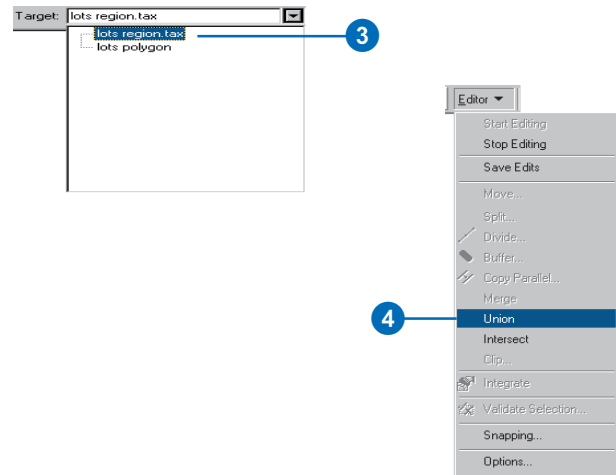 Target: lots region.tax
lots region.tax
lots polygon
3
Editor
Start Editing
Stop Editing
Save Edits
Move...
Split...
Divide...
Buffer...
Copy Parallel...
Merge
4
Union
Intersect
Clip...
Integrate
Validate Selection...
Snapping...
Options...